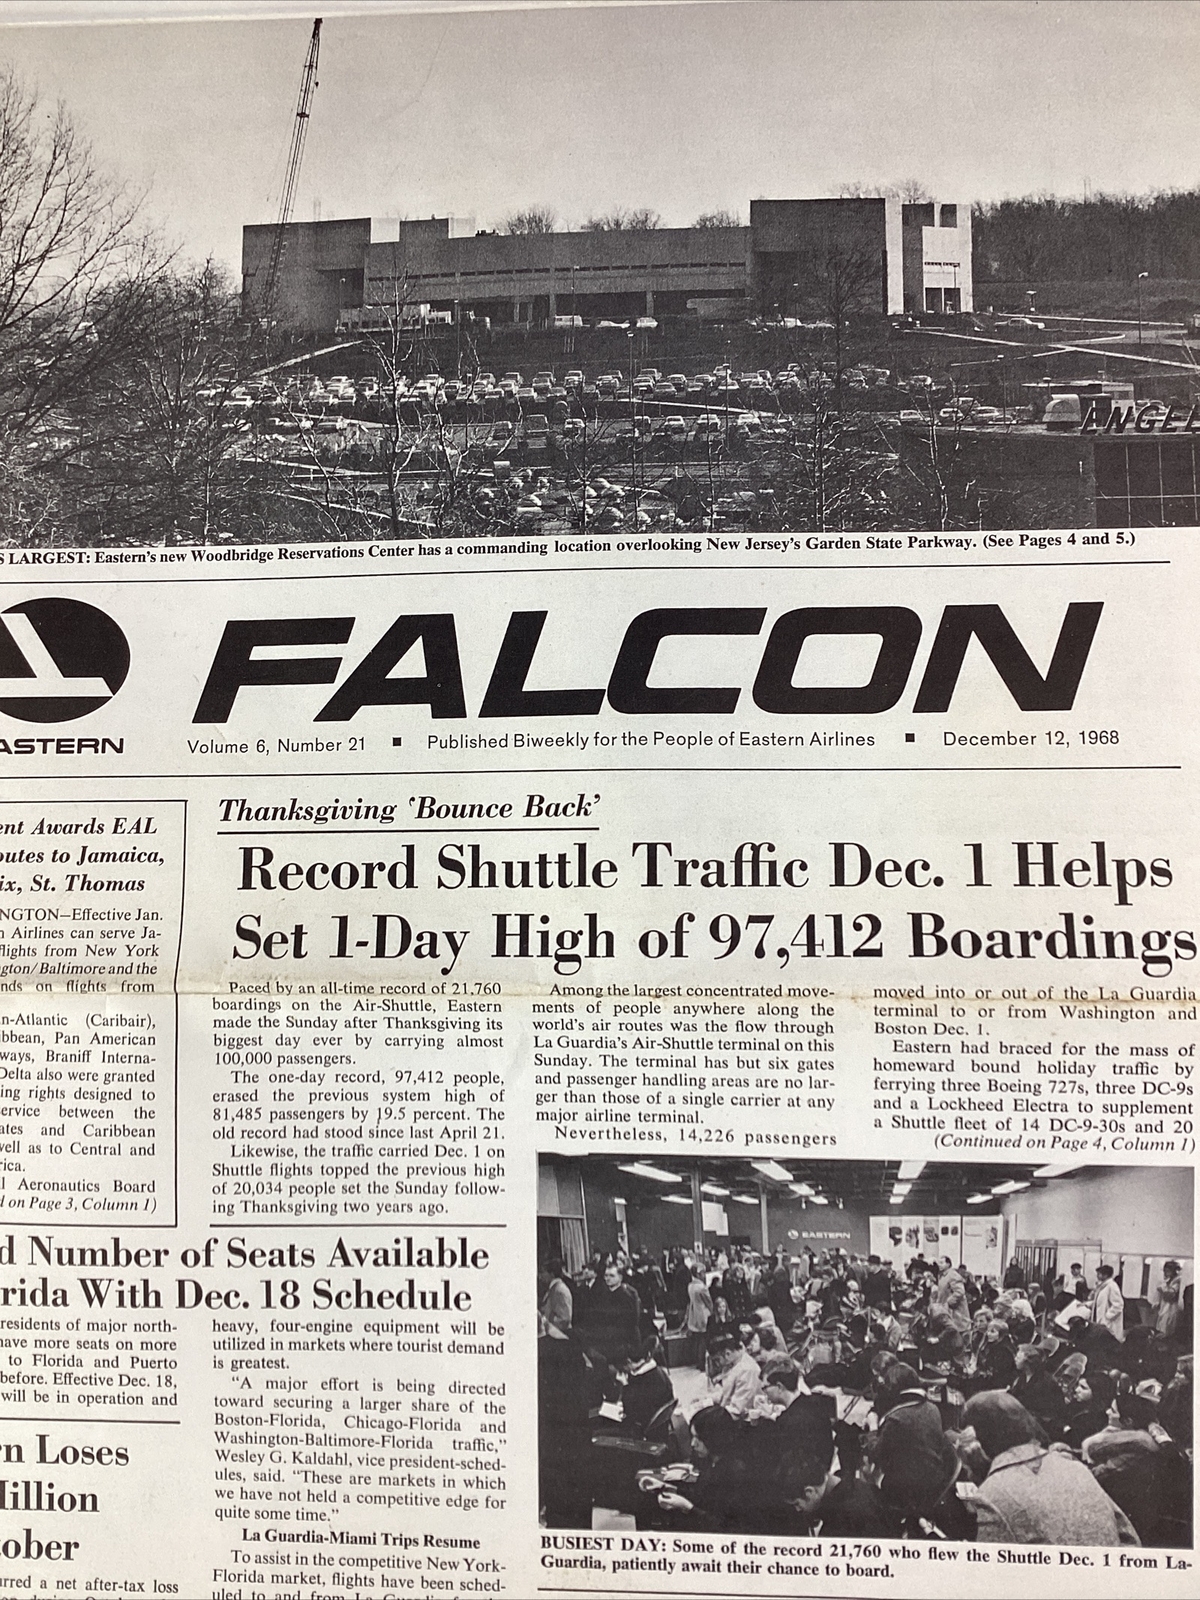 ANGEL
LARGEST: Eastern's new Woodbridge Reservations Center has a commanding location overlooking New Jersey's Garden State Parkway. (See Pages 4 and 5.)
FALCON
ASTERN
Volume 6, Number 21 ■ Published Biweekly for the People of Eastern Airlines ■ December 12, 1968
ent Awards EAL
outes to Jamaica,
ix, St. Thomas
NGTON—Effective Jan.
n Airlines can serve Ja-
flights from New York
gton/Baltimore and the
nds on flights from
n-Atlantic (Caribair),
bbean, Pan American
ways, Braniff Interna-
Delta also were granted
ing rights designed to
ervice between the
ates and Caribbean
well as to Central and
rica.
l Aeronautics Board
d on Page 3, Column 1)
Thanksgiving 'Bounce Back'
Record Shuttle Traffic Dec. 1 Helps
Set 1-Day High of 97,412 Boardings
Paced by an all-time record of 21,760
boardings on the Air-Shuttle, Eastern
made the Sunday after Thanksgiving its
biggest day ever by carrying almost
100,000 passengers.
The one-day record, 97,412 people,
erased the previous system high of
81,485 passengers by 19.5 percent. The
old record had stood since last April 21.
Likewise, the traffic carried Dec. 1 on
Shuttle flights topped the previous high
of 20,034 people set the Sunday follow-
ing Thanksgiving two years ago.
Among the largest concentrated move-
ments of people anywhere along the
world's air routes was the flow through
La Guardia's Air-Shuttle terminal on this
Sunday. The terminal has but six gates
and passenger handling areas are no lar-
ger than those of a single carrier at any
major airline terminal.
Nevertheless, 14,226 passengers
moved into or out of the La Guardia
terminal to or from Washington and
Boston Dec. 1.
Eastern had braced for the mass of
homeward bound holiday traffic by
ferrying three Boeing 727s, three DC-9s
and a Lockheed Electra to supplement
a Shuttle fleet of 14 DC-9-30s and 20
(Continued on Page 4, Column 1)
EASTERN
BUSIEST DAY: Some of the record 21,760 who flew the Shuttle Dec. 1 from La-
Guardia, patiently await their chance to board.
d Number of Seats Available
rida With Dec. 18 Schedule
residents of major north-
have more seats on more
to Florida and Puerto
before. Effective Dec. 18,
will be in operation and
heavy, four-engine equipment will be
utilized in markets where tourist demand
is greatest.
"A major effort is being directed
toward securing a larger share of the
Boston-Florida, Chicago-Florida and
Washington-Baltimore-Florida traffic,"
Wesley G. Kaldahl, vice president-sched-
ules, said. "These are markets in which
we have not held a competitive edge for
quite some time."
La Guardia-Miami Trips Resume
To assist in the competitive New York-
Florida market, flights have been sched-
uled to and from La Guardia
rn Loses
Million
tober
urred a net after-tax loss